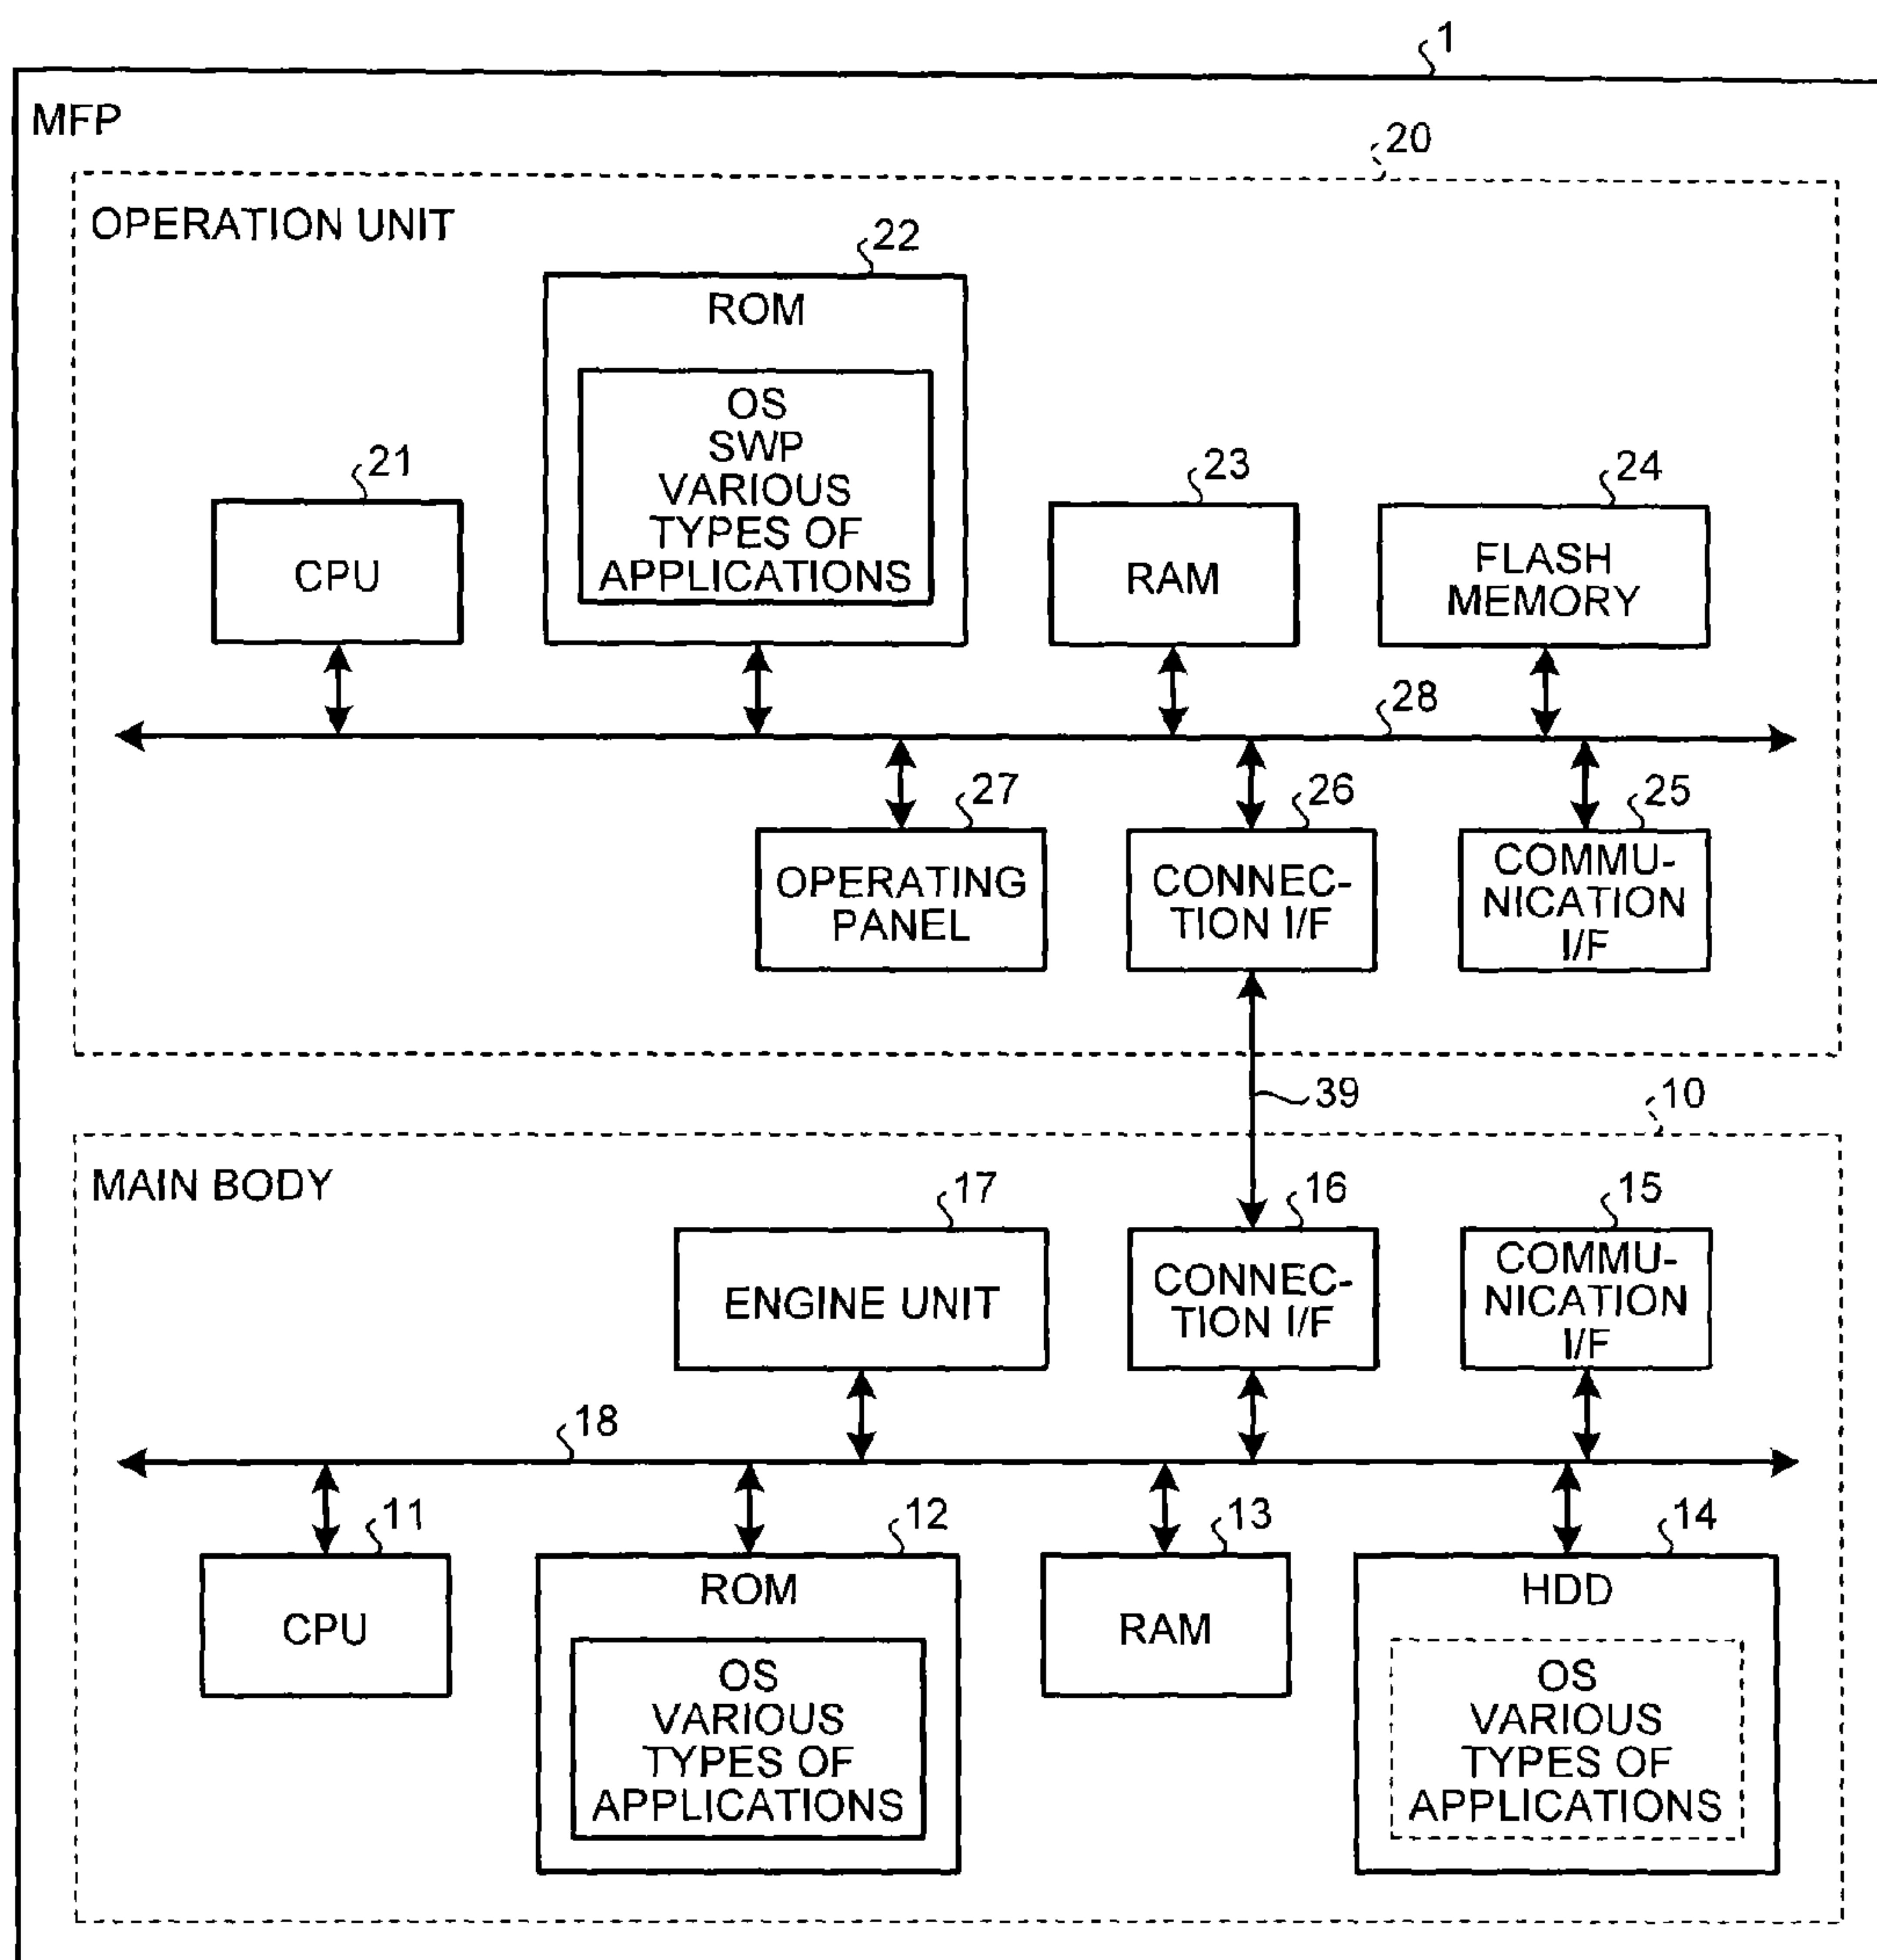 1
MFP
20
OPERATION UNIT
22
ROM
OS
SWP
VARIOUS
TYPES OF
APPLICATIONS
21
CPU
23
RAM
24
FLASH
MEMORY
28
27
OPERATING
PANEL
26
CONNEC-
TION I/F
25
COMMU-
NICATION
I/F
39
10
MAIN BODY
17
ENGINE UNIT
16
CONNEC-
TION I/F
15
COMMU-
NICATION
I/F
18
11
CPU
12
ROM
OS
VARIOUS
TYPES OF
APPLICATIONS
13
RAM
14
HDD
OS
VARIOUS
TYPES OF
APPLICATIONS